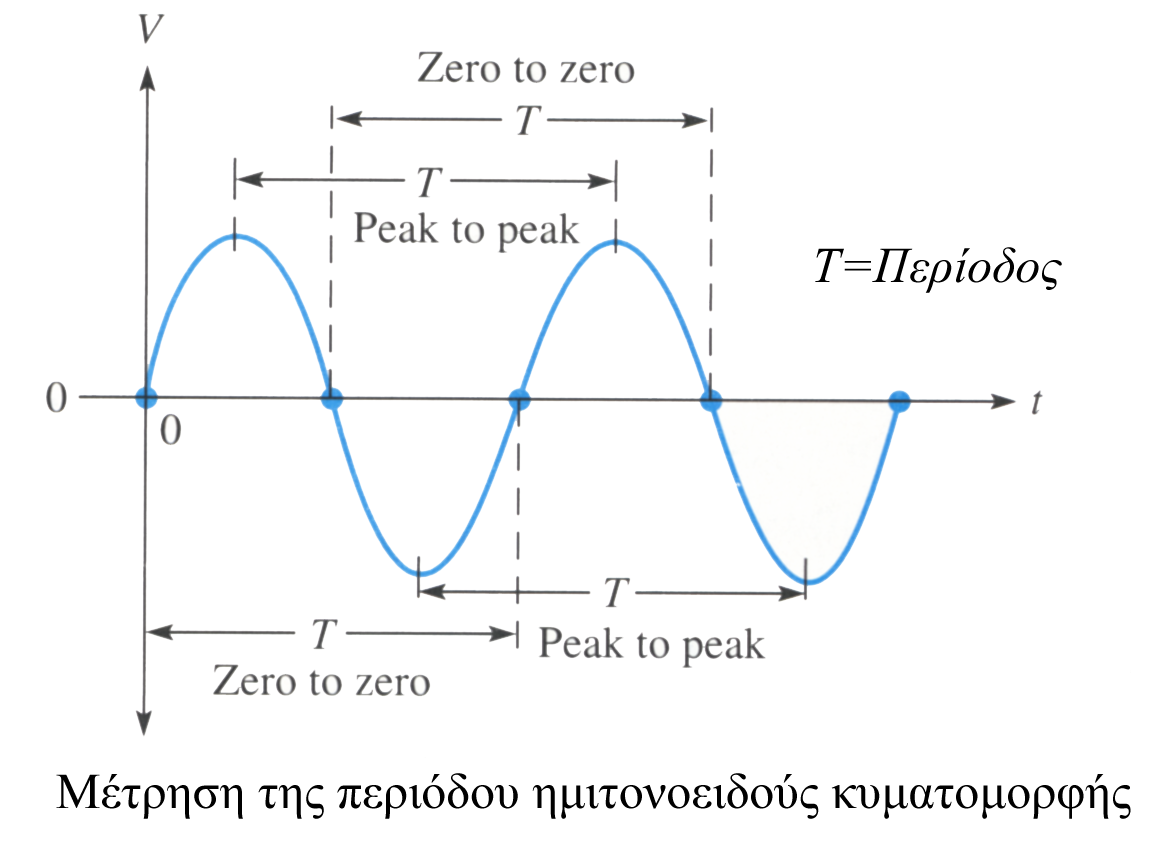 V
Zero to zero
T
T
Peak to peak
T=Περίοδος
0
t
0
T
T
Peak to peak
Zero to zero
Μέτρηση της περιόδου ημιτονοειδούς κυματομορφής